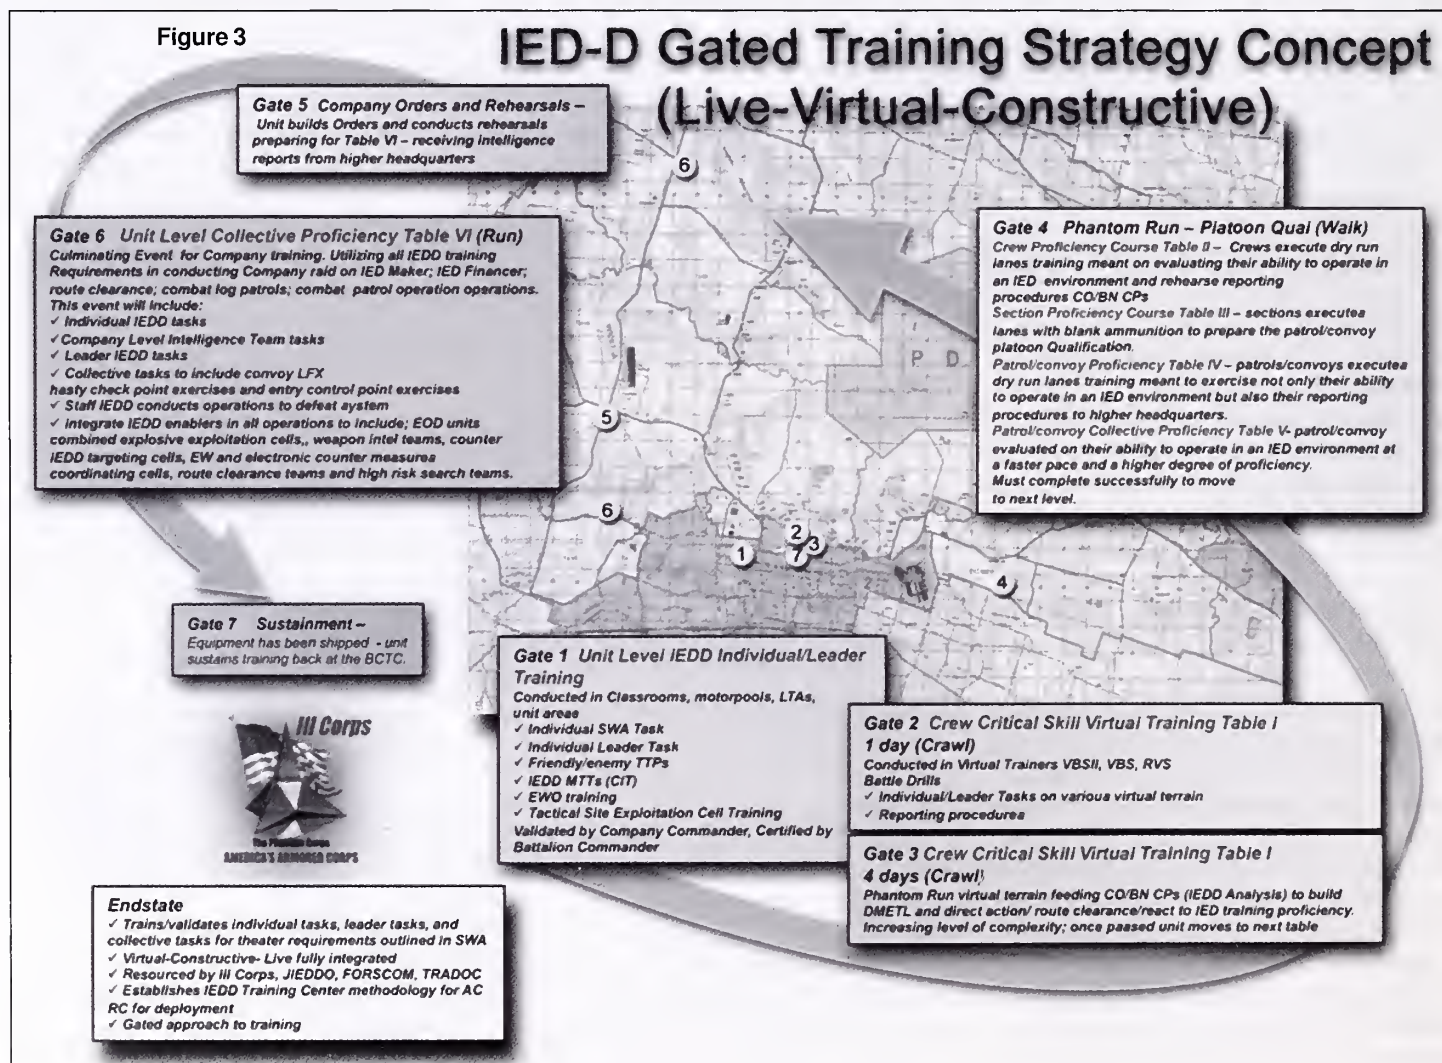 Figure 3
IED-D Gated Training Strategy Concept
(Live-Virtual-Constructive)
Gate 5 Company Orders and Rehearsals –
Unit builds Orders and conducts rehearsals
preparing for Table VI – receiving intelligence
reports from higher headquarters
Gate 6 Unit Level Collective Proficiency Table VI (Run)
Culminating Event for Company training. Utilizing all IEDD training
Requirements in conducting Company raid on IED Maker; IED Financer;
route clearance; combat log patrols; combat patrol operation operations.
This event will include:
✓ Individual IEDD tasks
✓ Company Level Intelligence Team tasks
✓ Leader IEDD tasks
✓ Collective tasks to include convoy LFX
hasty check point exercises and entry control point exercises
✓ Staff IEDD conducts operations to defeat system
✓ Integrate IEDD enablers in all operations to include; EOD units
combined explosive exploitation cells,, weapon intel teams, counter
IEDD targeting cells, EW and electronic counter measurea
coordinating cells, route clearance teams and high risk search teams.
Gate 4 Phantom Run – Platoon Qual (Walk)
Crew Proficiency Course Table II – Crews execute dry run
lanes training meant on evaluating their ability to operate in
an IED environment and rehearse reporting
procedures CO/BN CPs
Section Proficiency Course Table III – sections executea
lanes with blank ammunition to prepare the patrol/convoy
platoon Qualification.
Patrol/convoy Proficiency Table IV – patrols/convoys executea
dry run lanes training meant to exercise not only their ability
to operate in an IED environment but also their reporting
procedures to higher headquarters.
Patrol/convoy Collective Proficiency Table V- patrol/convoy
evaluated on their ability to operate in an IED environment at
a faster pace and a higher degree of proficiency.
Must complete successfully to move
to next level.
6
P D
5
6
1
2
3
7
4
Gate 7 Sustainment –
Equipment has been shipped - unit
sustains training back at the BCTC.
Gate 1 Unit Level IEDD Individual/Leader
Training
Conducted in Classrooms, motorpools, LTAs,
unit areas
✓ Individual SWA Task
✓ Individual Leader Task
✓ Friendly/enemy TTPs
✓ IEDD MTTs (CIT)
✓ EWO training
✓ Tactical Site Exploitation Cell Training
Validated by Company Commander, Certified by
Battalion Commander
Gate 2 Crew Critical Skill Virtual Training Table I
1 day (Crawl)
Conducted in Virtual Trainers VBSII, VBS, RVS
Battle Drills
✓ Individual/Leader Tasks on various virtual terrain
✓ Reporting procedurea
Gate 3 Crew Critical Skill Virtual Training Table I
4 days (Crawl)
Phantom Run virtual terrain feeding CO/BN CPs (IEDD Analysis) to build
DMETL and direct action/ route clearance/react to IED training proficiency.
Increasing level of complexity; once paased unit moves to next table
III Corps
The Phantom Corps
AMERICA'S ARMORED CORPS
Endstate
✓ Trains/validates individual tasks, leader tasks, and
collective tasks for theater requirements outlined in SWA
✓ Virtual-Constructive- Live fully integrated
✓ Resourced by III Corps, JIEDDO, FORSCOM, TRADOC
✓ Establishes IEDD Training Center methodology for AC
RC for deployment
✓ Gated approach to training